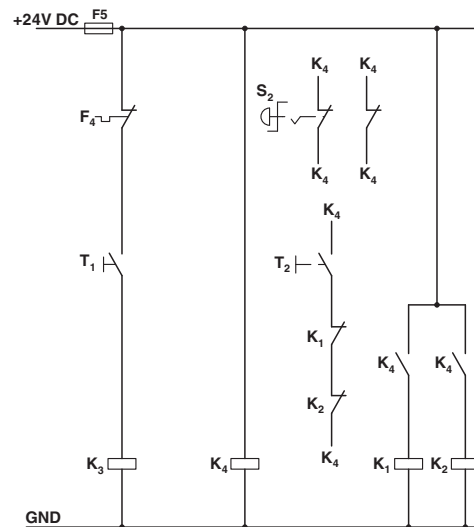 +24V DC F5
K₄ K₄
S₂
F₄
K₄ K₄
K₄
T₁ T₂
K₁ K₄ K₄
K₂
K₃ K₄ K₄ K₁ K₂
GND